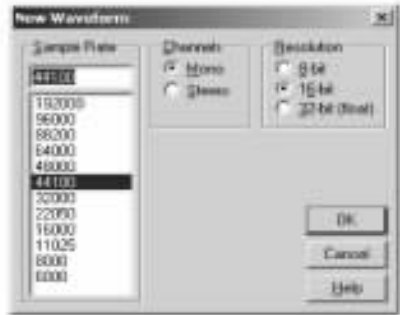 New Waveform
Sample Rate
44100
192000
96000
88200
64000
48000
44100
32000
22050
16000
11025
8000
6000
Channels
Mono
Stereo
Resolution
8-bit
16-bit
32-bit (float)
OK
Cancel
Help